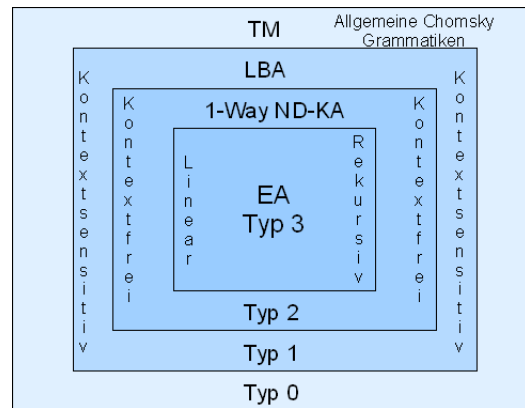 TM
Allgemeine Chomsky
Grammatiken
LBA
Kontextsensitiv
Kontextsensitiv
1-Way ND-KA
Kontextfrei
Kontextfrei
Linear
Rekursiv
EA
Typ 3
Typ 2
Typ 1
Typ 0